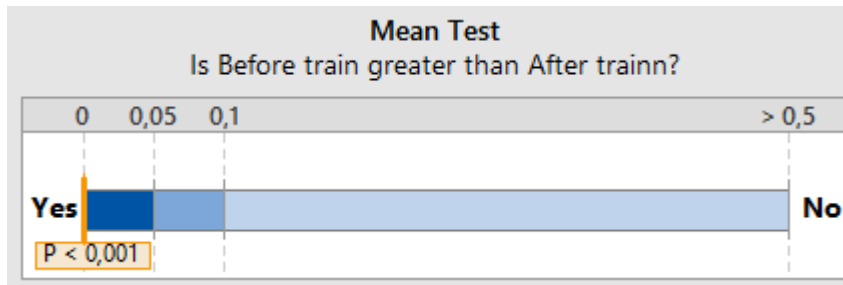 Mean Test
Is Before train greater than After trainn?
0 0,05 0,1 > 0,5
Yes No
P < 0,001